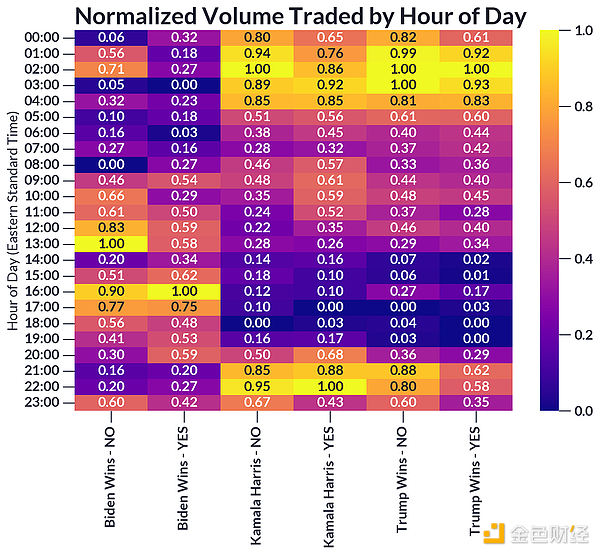 Normalized Volume Traded by Hour of Day
Hour of Day (Eastern Standard Time)
00:00 0.06 0.32 0.80 0.65 0.82 0.61
01:00 0.56 0.18 0.94 0.76 0.99 0.92
02:00 0.71 0.27 1.00 0.86 1.00 1.00
03:00 0.05 0.00 0.89 0.92 1.00 0.93
04:00 0.32 0.23 0.85 0.85 0.81 0.83
05:00 0.10 0.18 0.51 0.56 0.61 0.60
06:00 0.16 0.03 0.38 0.45 0.40 0.44
07:00 0.27 0.16 0.28 0.32 0.37 0.42
08:00 0.00 0.27 0.46 0.57 0.33 0.36
09:00 0.46 0.54 0.48 0.61 0.44 0.40
10:00 0.66 0.29 0.35 0.59 0.48 0.45
11:00 0.61 0.50 0.24 0.52 0.37 0.28
12:00 0.83 0.59 0.22 0.35 0.46 0.40
13:00 1.00 0.58 0.28 0.26 0.29 0.34
14:00 0.20 0.34 0.14 0.16 0.07 0.02
15:00 0.51 0.62 0.18 0.10 0.06 0.01
16:00 0.90 1.00 0.12 0.10 0.27 0.17
17:00 0.77 0.75 0.10 0.00 0.00 0.03
18:00 0.56 0.48 0.00 0.03 0.04 0.00
19:00 0.41 0.53 0.16 0.17 0.03 0.00
20:00 0.30 0.59 0.50 0.68 0.36 0.29
21:00 0.16 0.20 0.85 0.88 0.88 0.62
22:00 0.20 0.27 0.95 1.00 0.80 0.58
23:00 0.60 0.42 0.67 0.43 0.60 0.35
Biden Wins - NO
Biden Wins - YES
Kamala Harris - NO
Kamala Harris - YES
Trump Wins - NO
Trump Wins - YES
1.0
0.8
0.6
0.4
0.2
0.0
金色财经